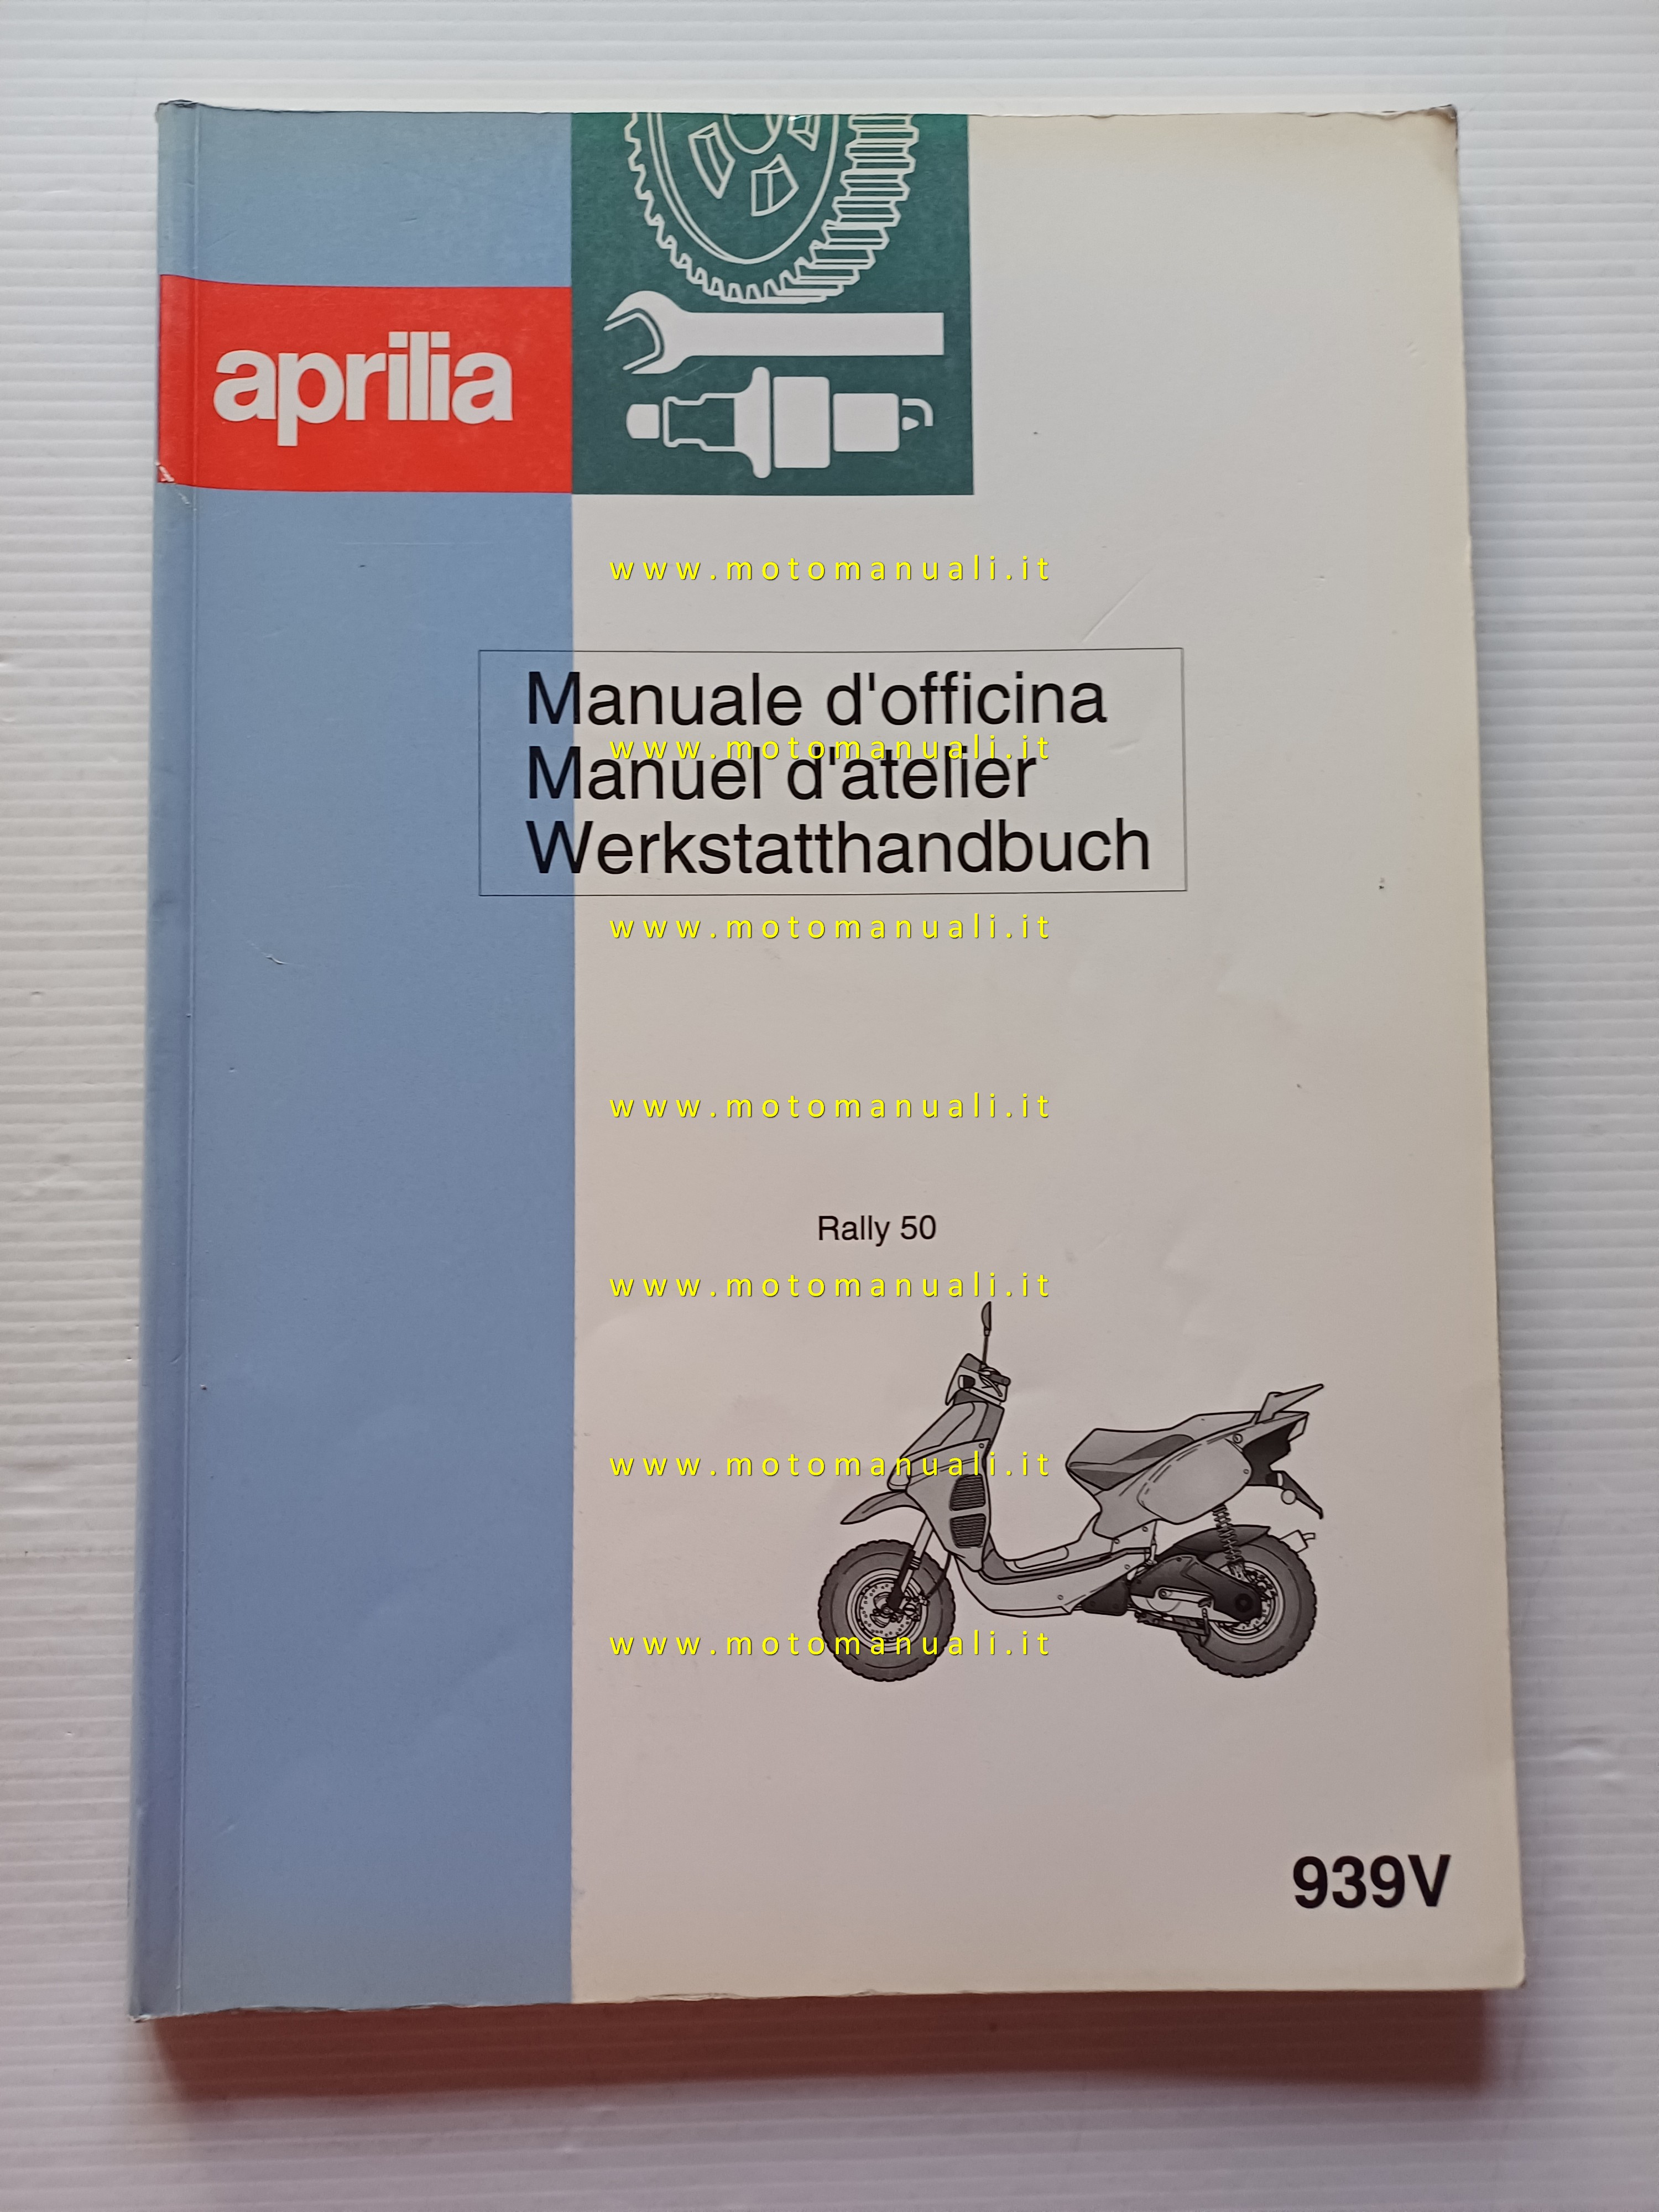 aprilia
www.motomanuali.it
Manuale d'officina
www.motomanuali.it
Manuel d'atelier
Werkstatthandbuch
www.motomanuali.it
www.motomanuali.it
Rally 50
www.motomanuali.it
www.motomanuali.it
www.motomanuali.it
939V